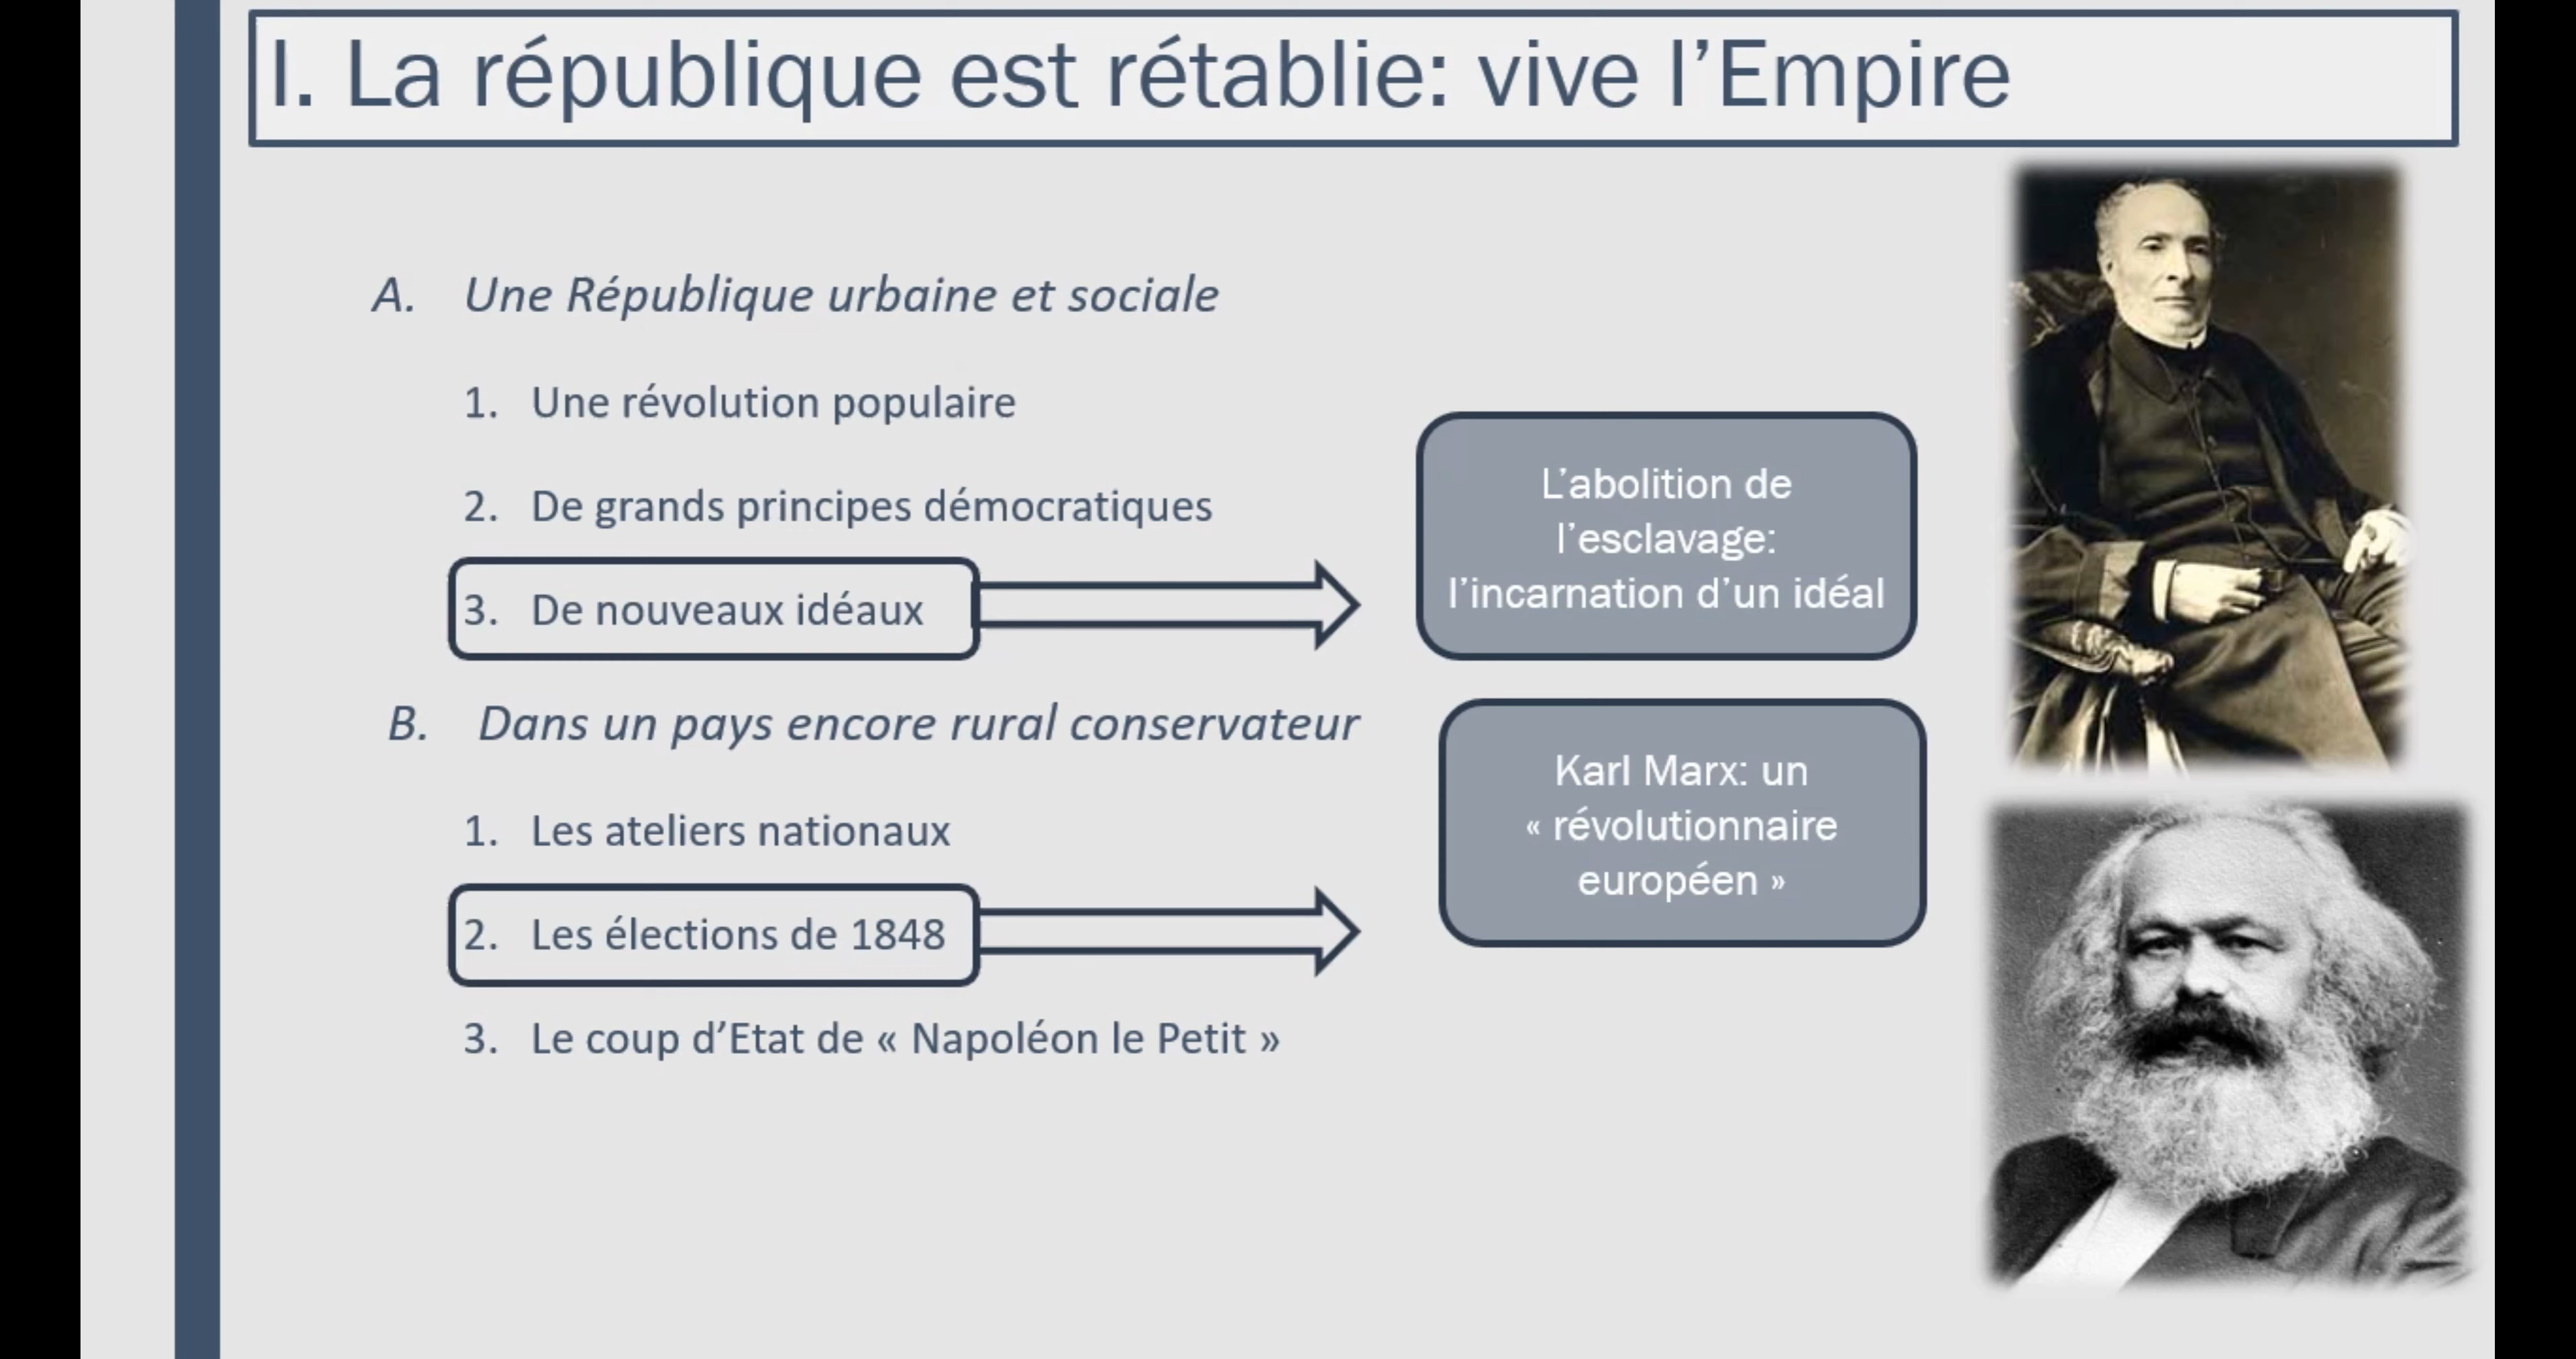 I. La république est rétablie: vive l’Empire
A. Une République urbaine et sociale
1. Une révolution populaire
2. De grands principes démocratiques
3. De nouveaux idéaux
L’abolition de
l’esclavage:
l’incarnation d’un idéal
B. Dans un pays encore rural conservateur
1. Les ateliers nationaux
2. Les élections de 1848
3. Le coup d’Etat de « Napoléon le Petit »
Karl Marx: un
« révolutionnaire
européen »